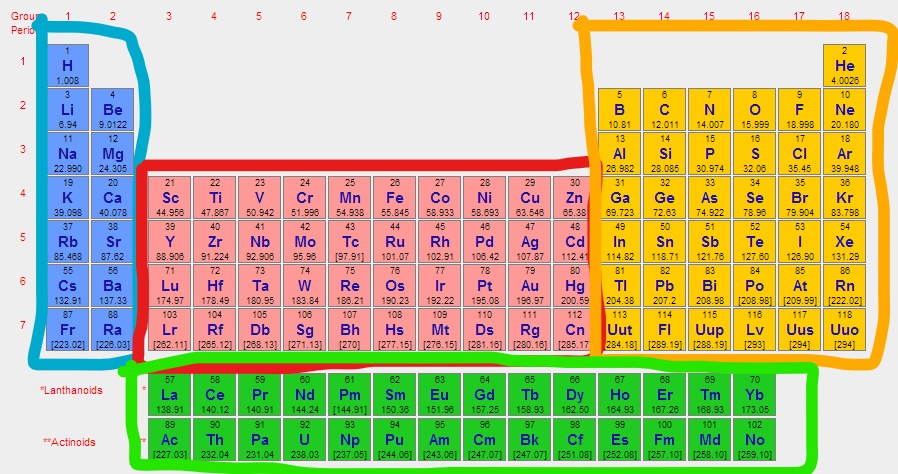 Group 1 2 3 4 5 6 7 8 9 10 11 12 13 14 15 16 17 18
Period
1 2
1 H He
1.008 4.0026
3 4 5 6 7 8 9 10
2 Li Be B C N O F Ne
6.94 9.0122 10.81 12.011 14.007 15.999 18.998 20.180
11 12 13 14 15 16 17 18
3 Na Mg Al Si P S Cl Ar
22.990 24.305 26.982 28.085 30.974 32.06 35.45 39.948
19 20 21 22 23 24 25 26 27 28 29 30 31 32 33 34 35 36
4 K Ca Sc Ti V Cr Mn Fe Co Ni Cu Zn Ga Ge As Se Br Kr
39.098 40.078 44.956 47.867 50.942 51.996 54.938 55.845 58.933 58.693 63.546 65.38 69.723 72.63 74.922 78.96 79.904 83.798
37 38 39 40 41 42 43 44 45 46 47 48 49 50 51 52 53 54
5 Rb Sr Y Zr Nb Mo Tc Ru Rh Pd Ag Cd In Sn Sb Te I Xe
85.468 87.62 88.906 91.224 92.906 95.96 [97.91] 101.07 102.91 106.42 107.87 112.41 114.82 118.71 121.76 127.60 126.90 131.29
55 56 71 72 73 74 75 76 77 78 79 80 81 82 83 84 85 86
6 Cs Ba Lu Hf Ta W Re Os Ir Pt Au Hg Tl Pb Bi Po At Rn
132.91 137.33 174.97 178.49 180.95 183.84 186.21 190.23 192.22 195.08 196.97 200.59 204.38 207.2 208.98 [208.98] [209.99] [222.02]
87 88 103 104 105 106 107 108 109 110 111 112 113 114 115 116 117 118
7 Fr Ra Lr Rf Db Sg Bh Hs Mt Ds Rg Cn Uut Fl Uup Lv Uus Uuo
[223.02] [226.03] [262.11] [265.12] [268.13] [271.13] [270] [277.15] [276.15] [281.16] [280.16] [285.17] [284.18] [289.19] [288.19] [293] [294] [294]
57 58 59 60 61 62 63 64 65 66 67 68 69 70
*Lanthanoids * La Ce Pr Nd Pm Sm Eu Gd Tb Dy Ho Er Tm Yb
138.91 140.12 140.91 144.24 [144.91] 150.36 151.96 157.25 158.93 162.50 164.93 167.26 168.93 173.05
89 90 91 92 93 94 95 96 97 98 99 100 101 102
**Actinoids ** Ac Th Pa U Np Pu Am Cm Bk Cf Es Fm Md No
[227.03] 232.04 231.04 238.03 [237.05] [244.06] [243.06] [247.07] [247.07] [251.08] [252.08] [257.10] [258.10] [259.10]